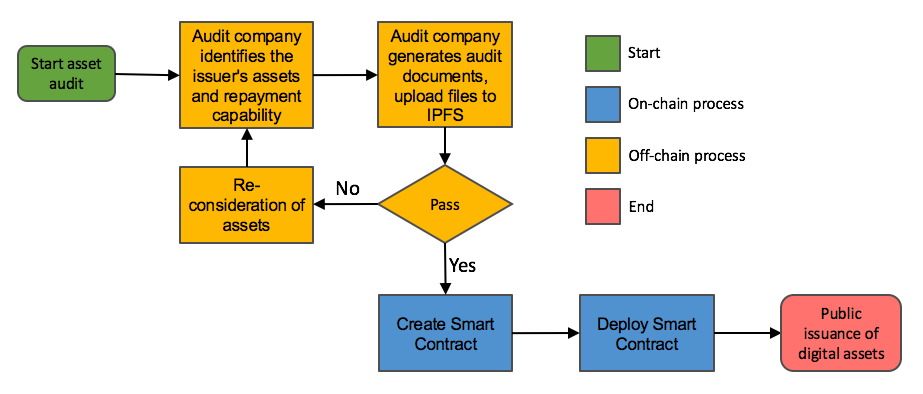 Start asset
audit
Audit company
identifies the
issuer's assets
and repayment
capability
Audit company
generates audit
documents,
upload files to
IPFS
Re-
consideration of
assets
No
Pass
Yes
Create Smart
Contract
Deploy Smart
Contract
Public
issuance of
digital assets
Start
On-chain process
Off-chain process
End